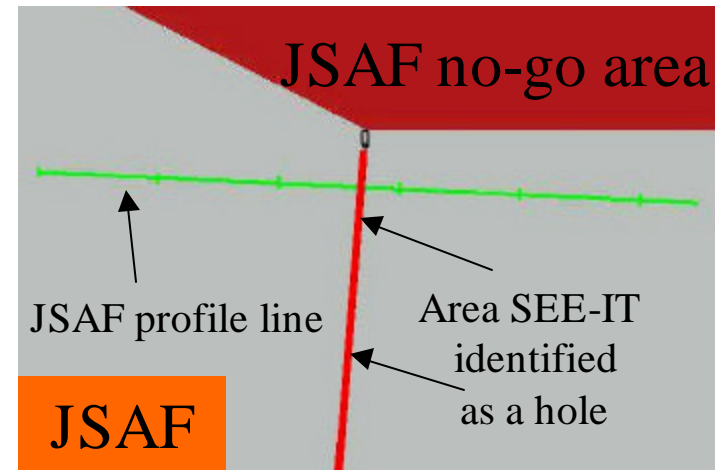 JSAF no-go area
JSAF profile line
Area SEE-IT
identified
as a hole
JSAF